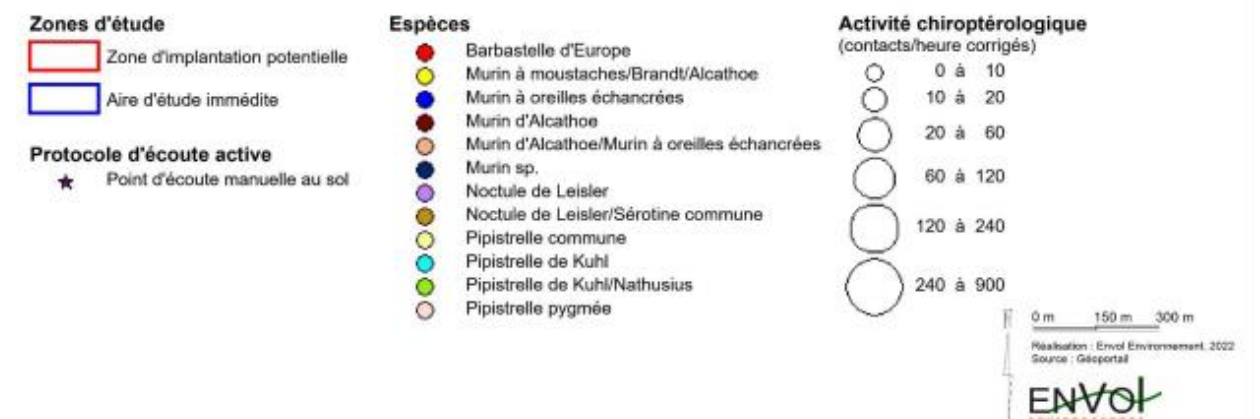 Zones d'étude
Zone d'implantation potentielle
Aire d'étude immédite
Protocole d'écoute active
Point d'écoute manuelle au sol
Espèces
Barbastelle d'Europe
Murin à moustaches/Brandt/Alcathoe
Murin à oreilles échancrées
Murin d'Alcathoe
Murin d'Alcathoe/Murin à oreilles échancrées
Murin sp.
Noctule de Leisler
Noctule de Leisler/Sérotine commune
Pipistrelle commune
Pipistrelle de Kuhl
Pipistrelle de Kuhl/Nathusius
Pipistrelle pygmée
Activité chiroptérologique
(contacts/heure corrigés)
0 à 10
10 à 20
20 à 60
60 à 120
120 à 240
240 à 900
0 m 150 m 300 m
Réalisation : Envol Environnement, 2022
Source : Géoportail
ENVOL